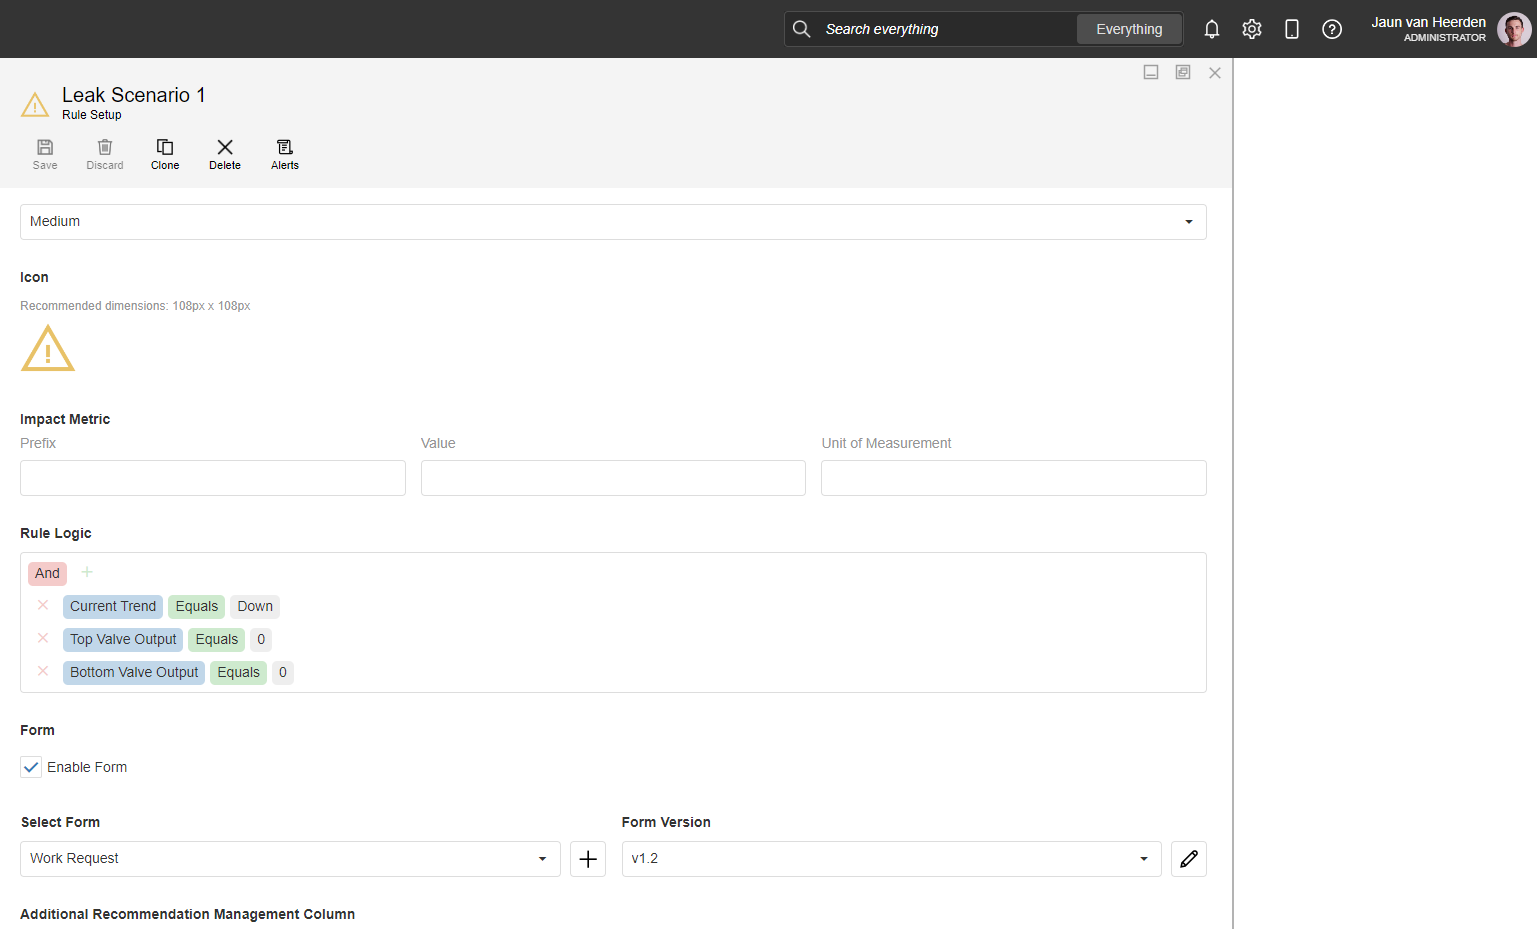 Search everything
Everything
Jaun van Heerden
ADMINISTRATOR
Leak Scenario 1
Rule Setup
Save Discard Clone Delete Alerts
Medium
Icon
Recommended dimensions: 108px x 108px
Impact Metric
Prefix Value Unit of Measurement
Rule Logic
And
Current Trend Equals Down
Top Valve Output Equals 0
Bottom Valve Output Equals 0
Form
Enable Form
Select Form Form Version
Work Request v1.2
Additional Recommendation Management Column